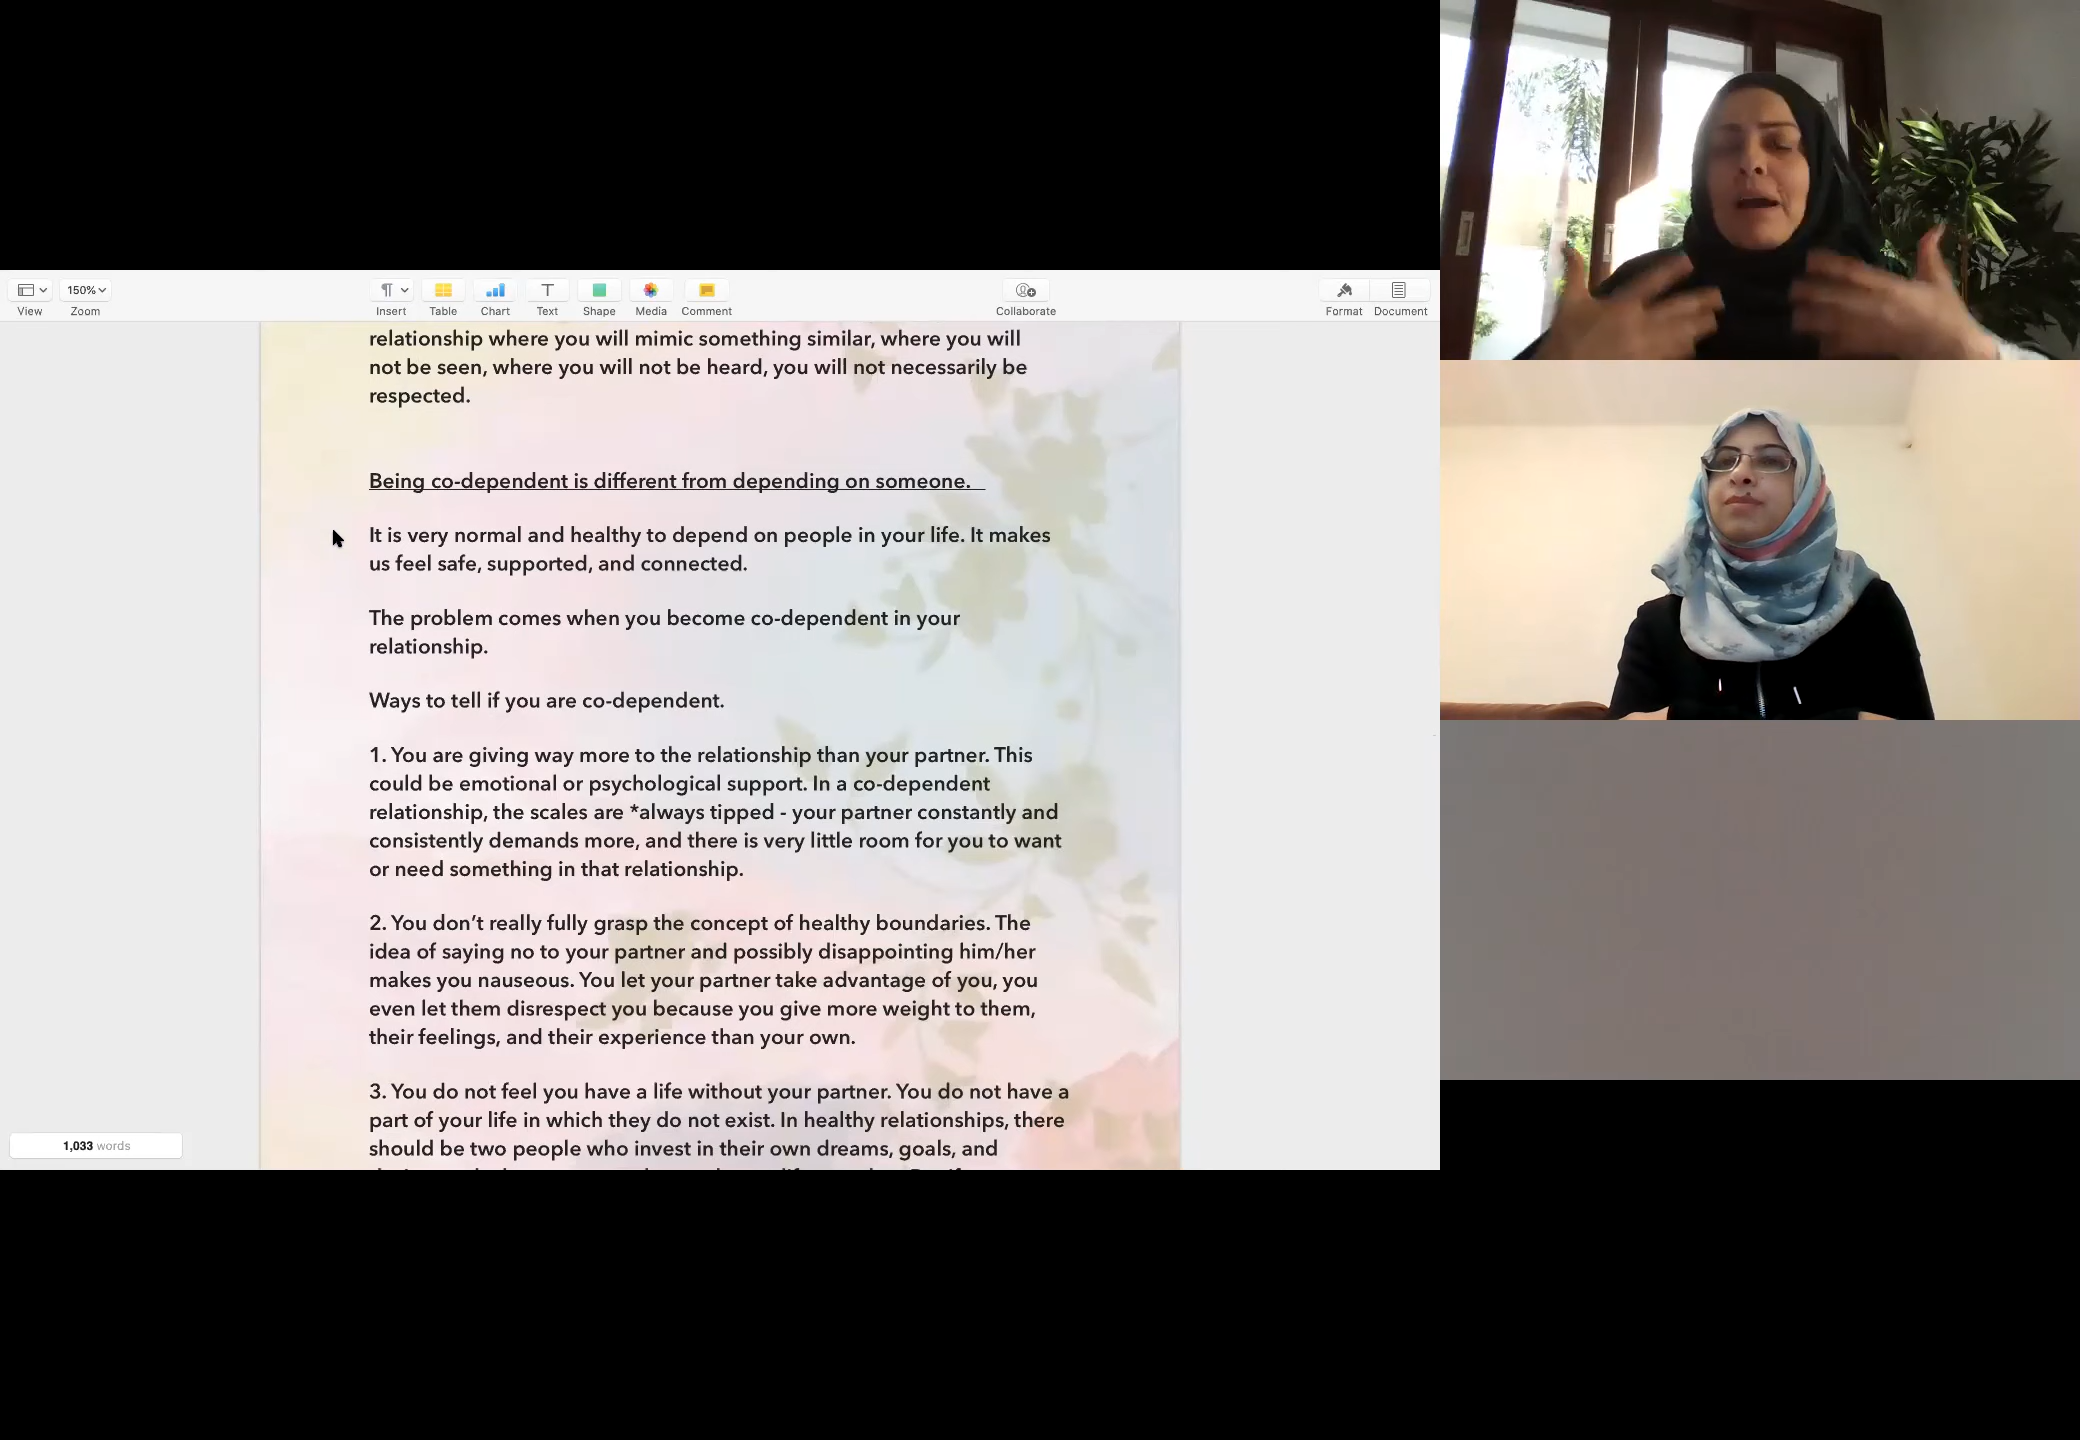 150%
View
Zoom
Insert
Table
Chart
Text
Shape
Media
Comment
Collaborate
Format
Document
relationship where you will mimic something similar, where you will
not be seen, where you will not be heard, you will not necessarily be
respected.
Being co-dependent is different from depending on someone.
It is very normal and healthy to depend on people in your life. It makes
us feel safe, supported, and connected.
The problem comes when you become co-dependent in your
relationship.
Ways to tell if you are co-dependent.
1. You are giving way more to the relationship than your partner. This
could be emotional or psychological support. In a co-dependent
relationship, the scales are *always tipped - your partner constantly and
consistently demands more, and there is very little room for you to want
or need something in that relationship.
2. You don’t really fully grasp the concept of healthy boundaries. The
idea of saying no to your partner and possibly disappointing him/her
makes you nauseous. You let your partner take advantage of you, you
even let them disrespect you because you give more weight to them,
their feelings, and their experience than your own.
3. You do not feel you have a life without your partner. You do not have a
part of your life in which they do not exist. In healthy relationships, there
should be two people who invest in their own dreams, goals, and
1,033 words